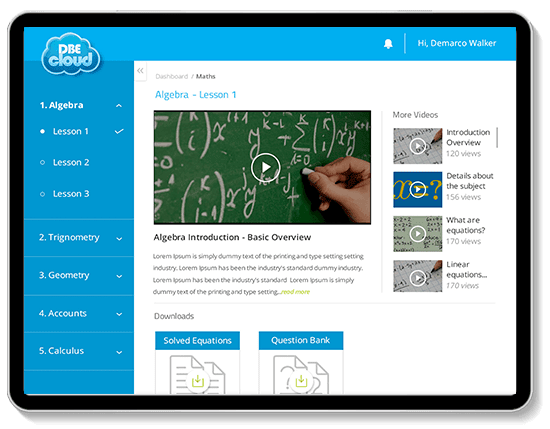 DBE
cloud
Hi, Demarco Walker
1. Algebra
Lesson 1
Lesson 2
Lesson 3
2. Trignometry
3. Geometry
4. Accounts
5. Calculus
Dashboard / Maths
Algebra - Lesson 1
Algebra Introduction - Basic Overview
Lorem Ipsum is simply dummy text of the printing and type setting setting
industry. Lorem Ipsum has been the industry's standard dummy industry.
Lorem Ipsum has been the industry's standard Lorem Ipsum is simply
dummy text of the printing and type setting...read more
More Videos
Introduction
Overview
120 views
Details about
the subject
156 views
What are
equations?
170 views
Linear
equations...
170 views
Downloads
Solved Equations
Question Bank